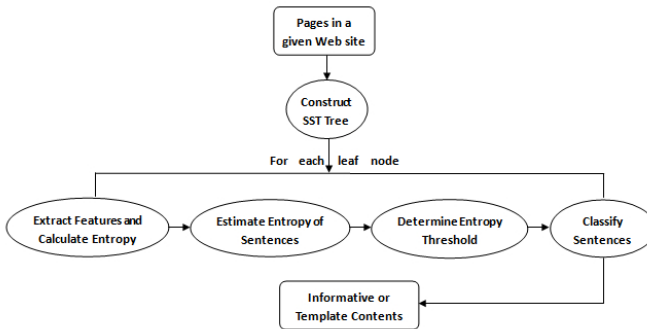 Pages in a
given Web site
Construct
SST Tree
For each leaf node
Extract Features and
Calculate Entropy
Estimate Entropy of
Sentences
Determine Entropy
Threshold
Classify
Sentences
Informative or
Template Contents